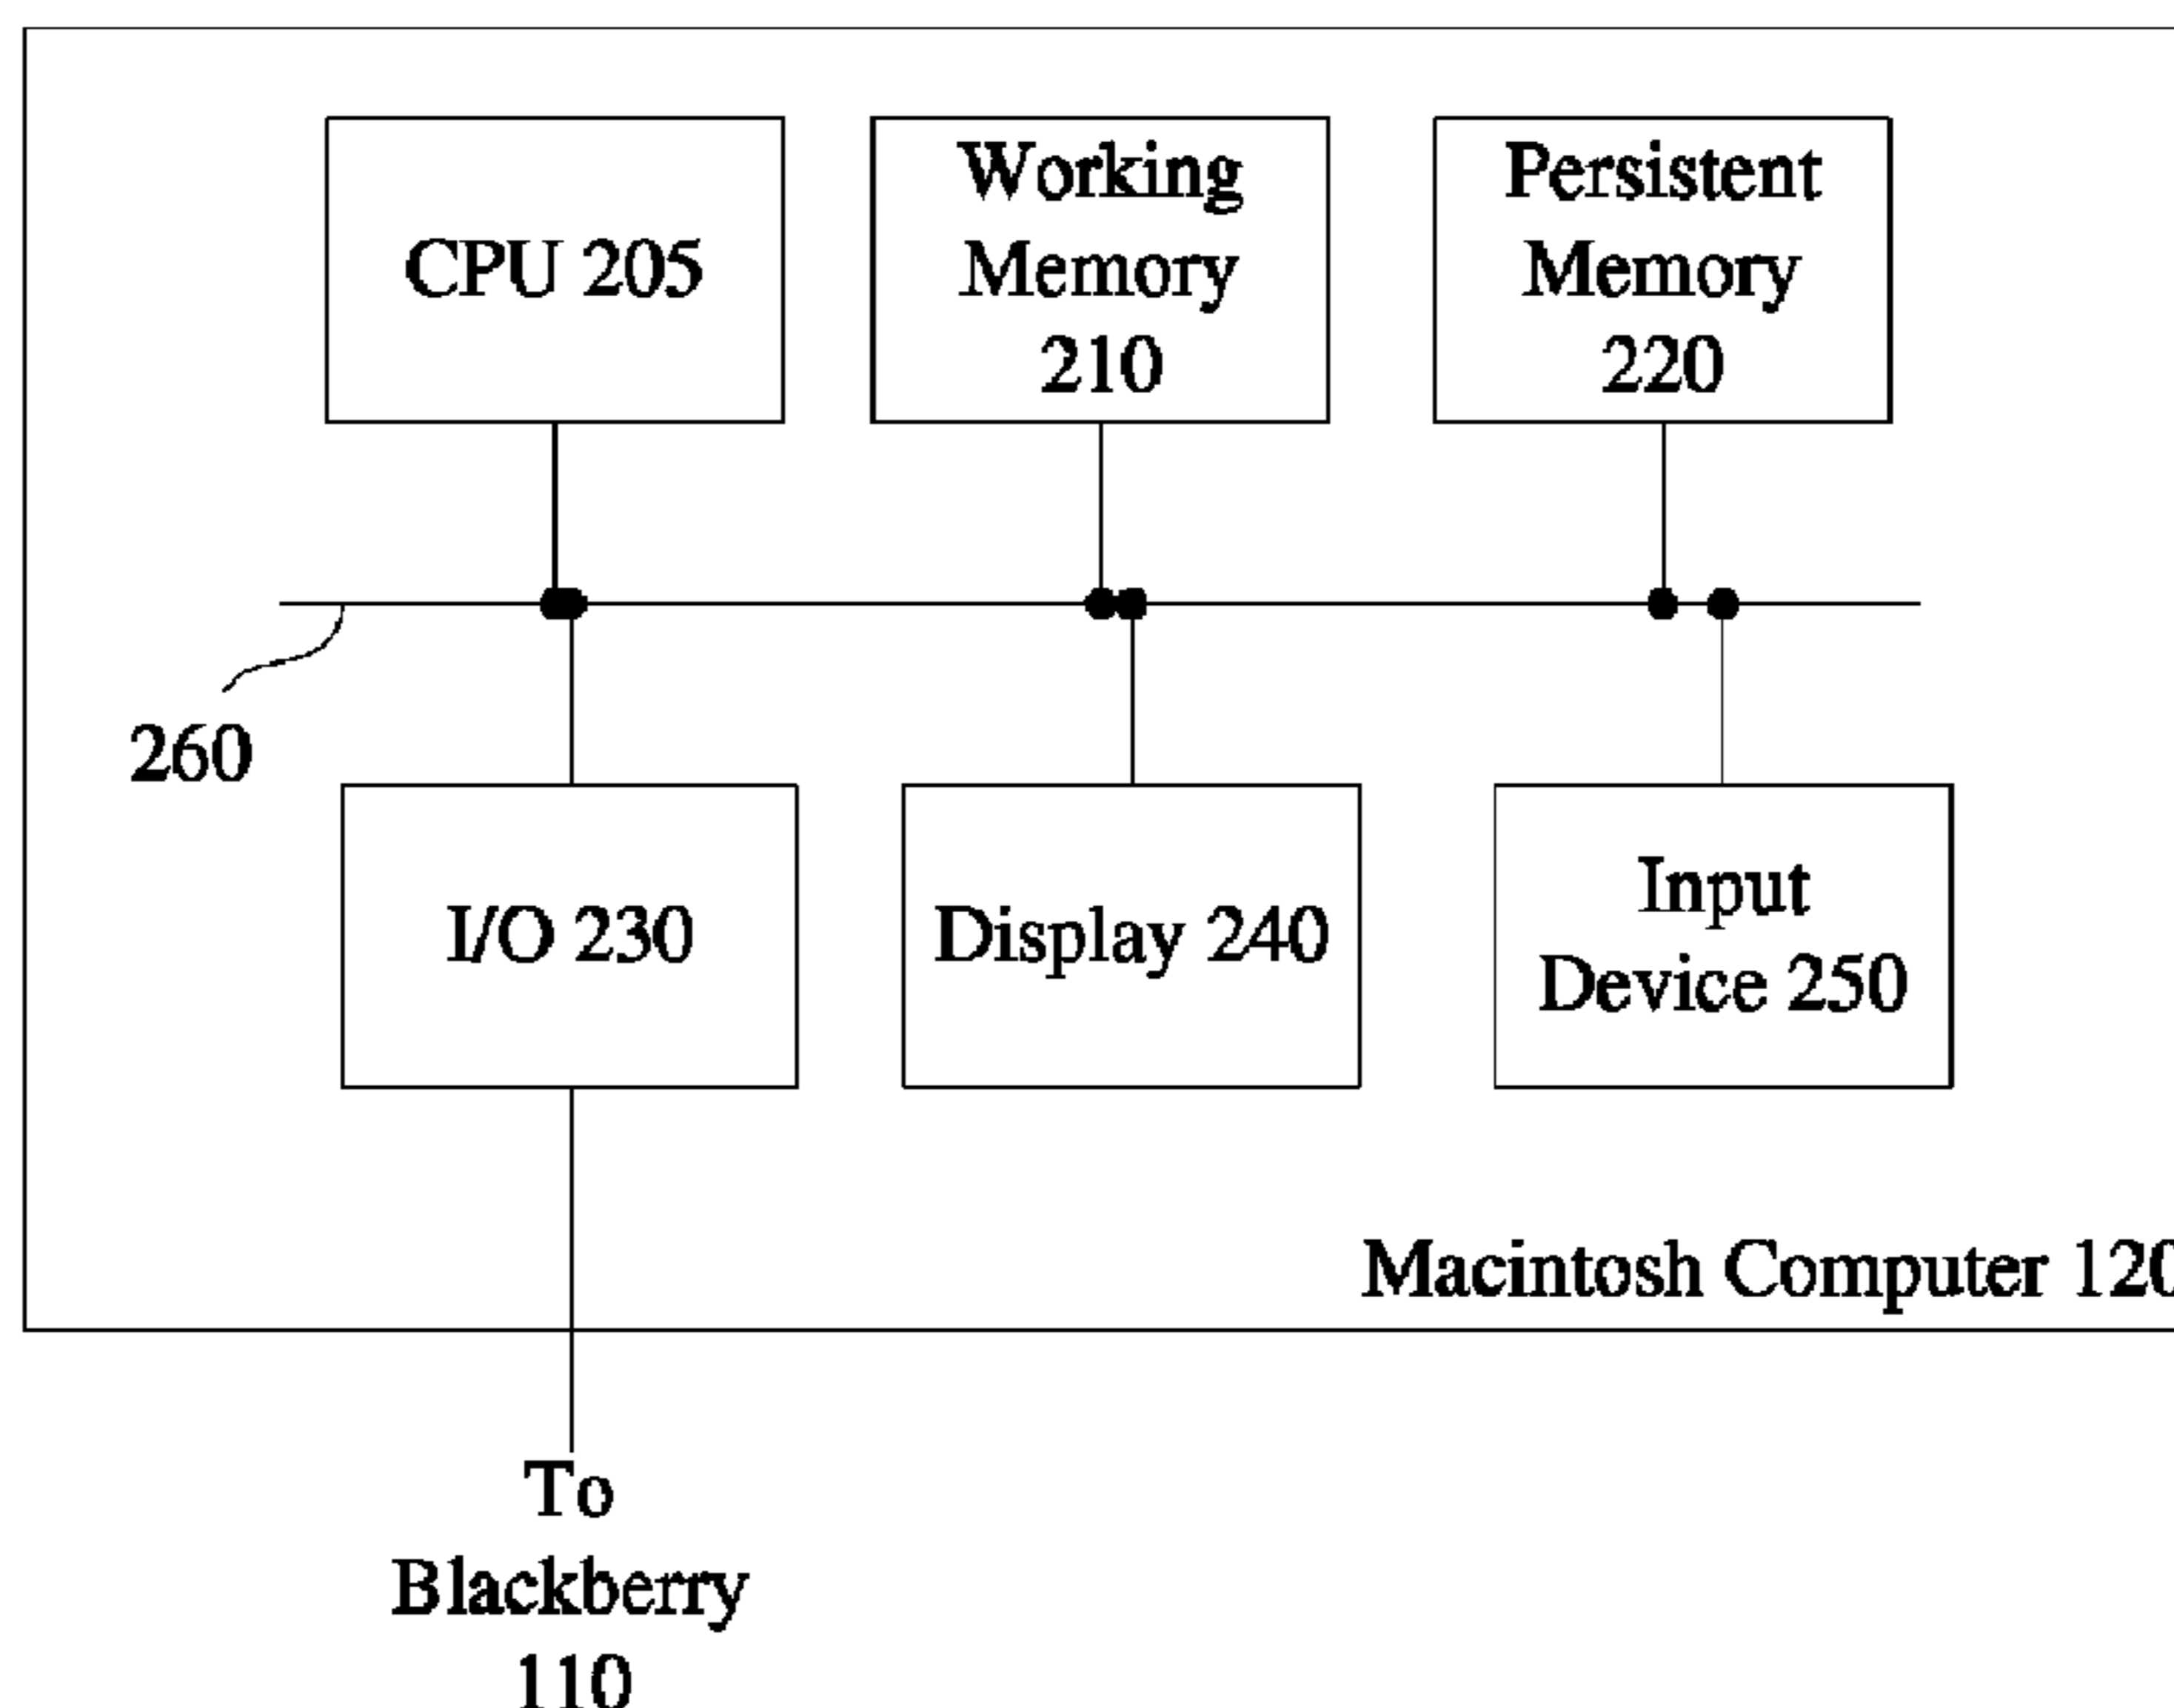 CPU 205
Working
Memory
210
Persistent
Memory
220
260
I/O 230
Display 240
Input
Device 250
Macintosh Computer 120
To
Blackberry
110